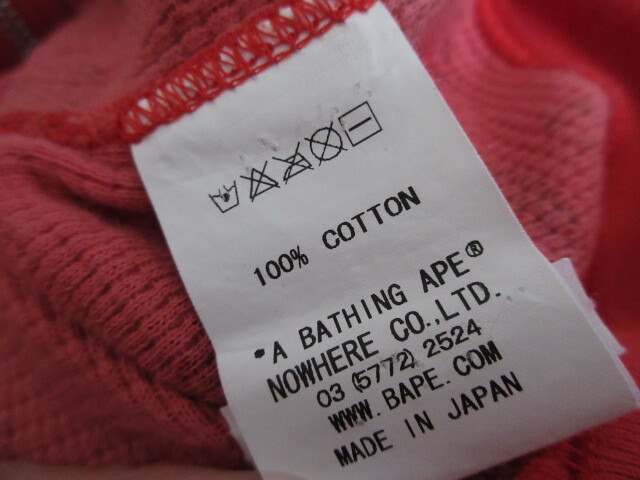 100% COTTON
•A BATHING APE®
NOWHERE CO.,LTD.
03 (5772) 2524
WWW.BAPE.COM
MADE IN JAPAN